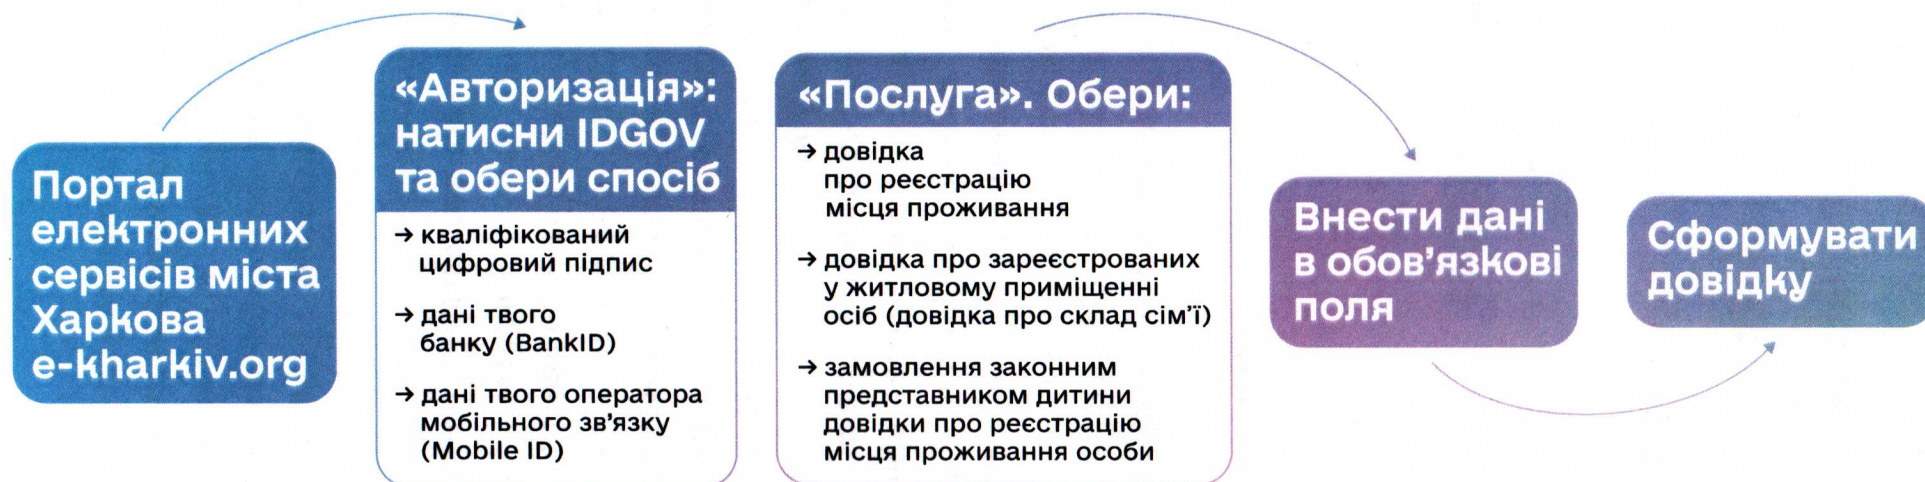 Портал
електронних
сервісів міста
Харкова
e-kharkiv.org
«Авторизація»:
натисни IDGOV
та обери спосіб
→ кваліфікований
цифровий підпис
→ дані твого
банку (BankID)
→ дані твого оператора
мобільного зв’язку
(Mobile ID)
«Послуга». Обери:
→ довідка
про реєстрацію
місця проживання
→ довідка про зареєстрованих
у житловому приміщенні
осіб (довідка про склад сім’ї)
→ замовлення законним
представником дитини
довідки про реєстрацію
місця проживання особи
Внести дані
в обов’язкові
поля
Сформувати
довідку